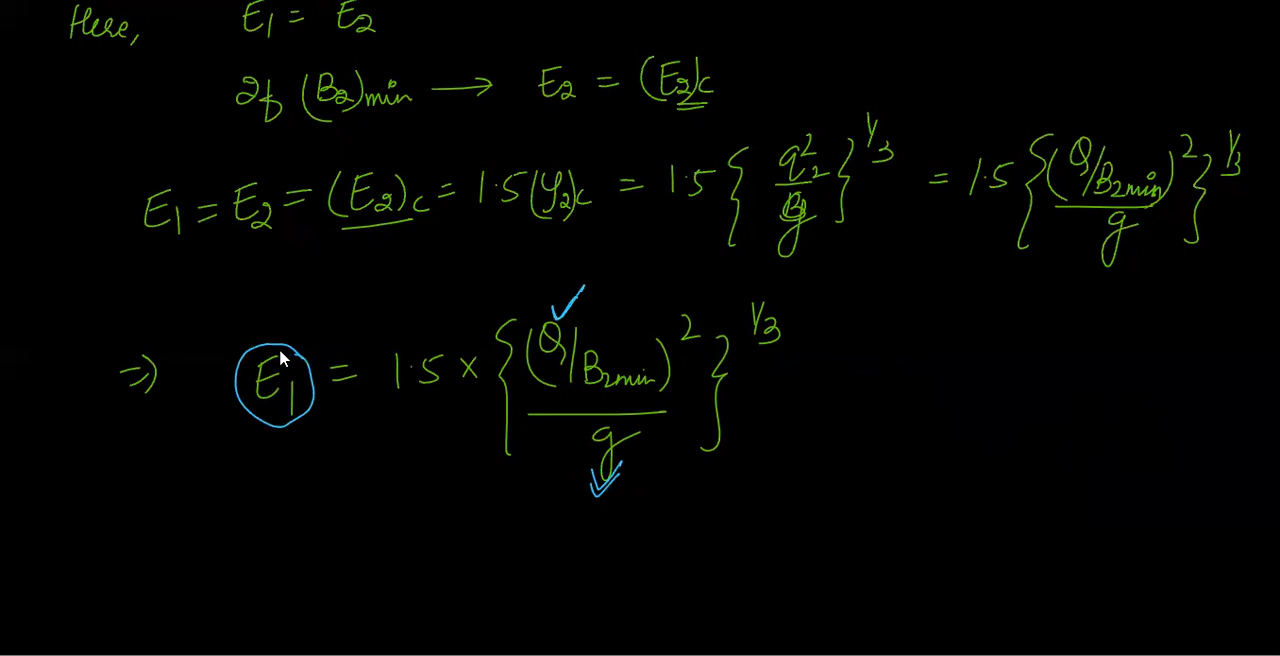 Here, E₁ = E₂
If (B₂)min → E₂ = (E₂)c
E₁ = E₂ = (E₂)c = 1.5(y₂)c = 1.5 { q₂² / g }^1/3 = 1.5 { (Q/B₂min)² / g }^1/3
⇒ E₁ = 1.5 × { (Q/B₂min)² / g }^1/3